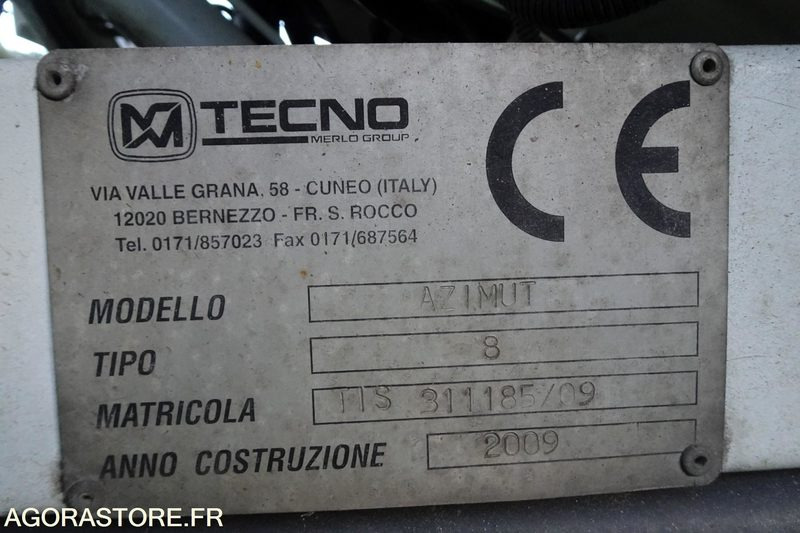 TECNO
MERLO GROUP
CE
VIA VALLE GRANA, 58 - CUNEO (ITALY)
12020 BERNEZZO - FR. S. ROCCO
Tel. 0171/857023 Fax 0171/687564
MODELLO AZIMUT
TIPO 8
MATRICOLA TTS 311185/09
ANNO COSTRUZIONE 2009
AGORASTORE.FR